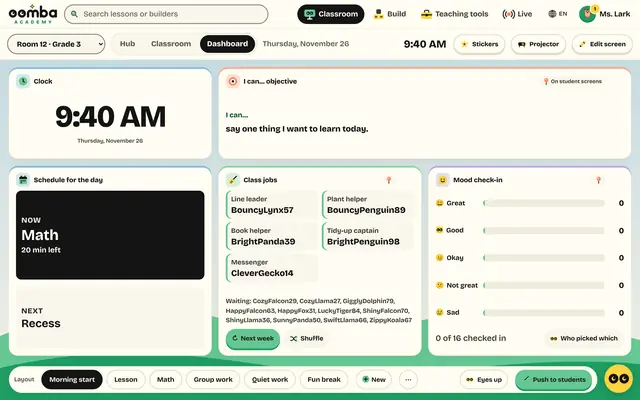 oomba
ACADEMY
Search lessons or builders
Classroom
Build
Teaching tools
Live
EN
1
Ms. Lark
Room 12 · Grade 3
Hub
Classroom
Dashboard
Thursday, November 26
9:40 AM
Stickers
Projector
Edit screen
Clock
9:40 AM
Thursday, November 26
I can... objective
On student screens
I can...
say one thing I want to learn today.
Schedule for the day
NOW
Math
20 min left
NEXT
Recess
Class jobs
Line leader
BouncyLynx57
Plant helper
BouncyPenguin89
Book helper
BrightPanda39
Tidy-up captain
BrightPenguin98
Messenger
CleverGecko14
Waiting: CozyFalcon29, CozyLlama27, GigglyDolphin79,
HappyFalcon63, HappyFox31, LuckyTiger84, ShinyFalcon70,
ShinyLlama36, SunnyPanda50, SwiftLlama66, ZippyKoala67
Next week
Shuffle
Mood check-in
Great
0
Good
0
Okay
0
Not great
0
Sad
0
0 of 16 checked in
Who picked which
Layout
Morning start
Lesson
Math
Group work
Quiet work
Fun break
New
...
Eyes up
Push to students